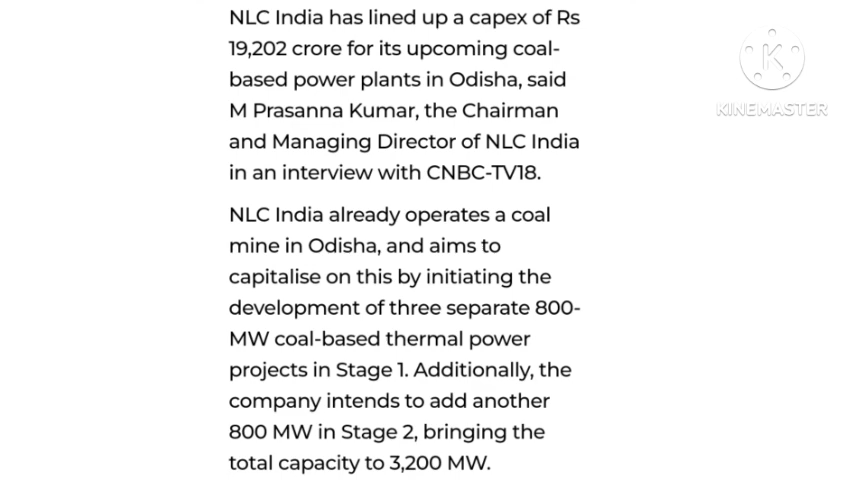 NLC India has lined up a capex of Rs
19,202 crore for its upcoming coal-
based power plants in Odisha, said
M Prasanna Kumar, the Chairman
and Managing Director of NLC India
in an interview with CNBC-TV18.
NLC India already operates a coal
mine in Odisha, and aims to
capitalise on this by initiating the
development of three separate 800-
MW coal-based thermal power
projects in Stage 1. Additionally, the
company intends to add another
800 MW in Stage 2, bringing the
total capacity to 3,200 MW.
K
KINEMASTER